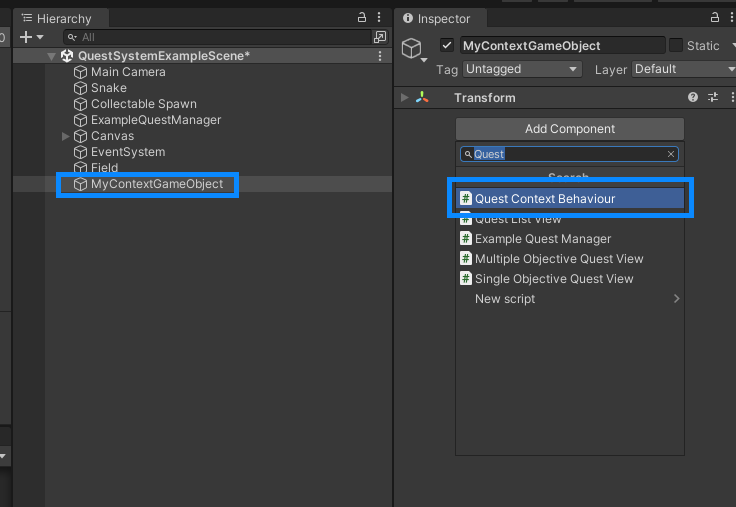 Hierarchy
All
QuestSystemExampleScene*
Main Camera
Snake
Collectable Spawn
ExampleQuestManager
Canvas
EventSystem
Field
MyContextGameObject
Inspector
MyContextGameObject
Static
Tag Untagged Layer Default
Transform
Add Component
Quest
Search
Quest Context Behaviour
Quest List View
Example Quest Manager
Multiple Objective Quest View
Single Objective Quest View
New script